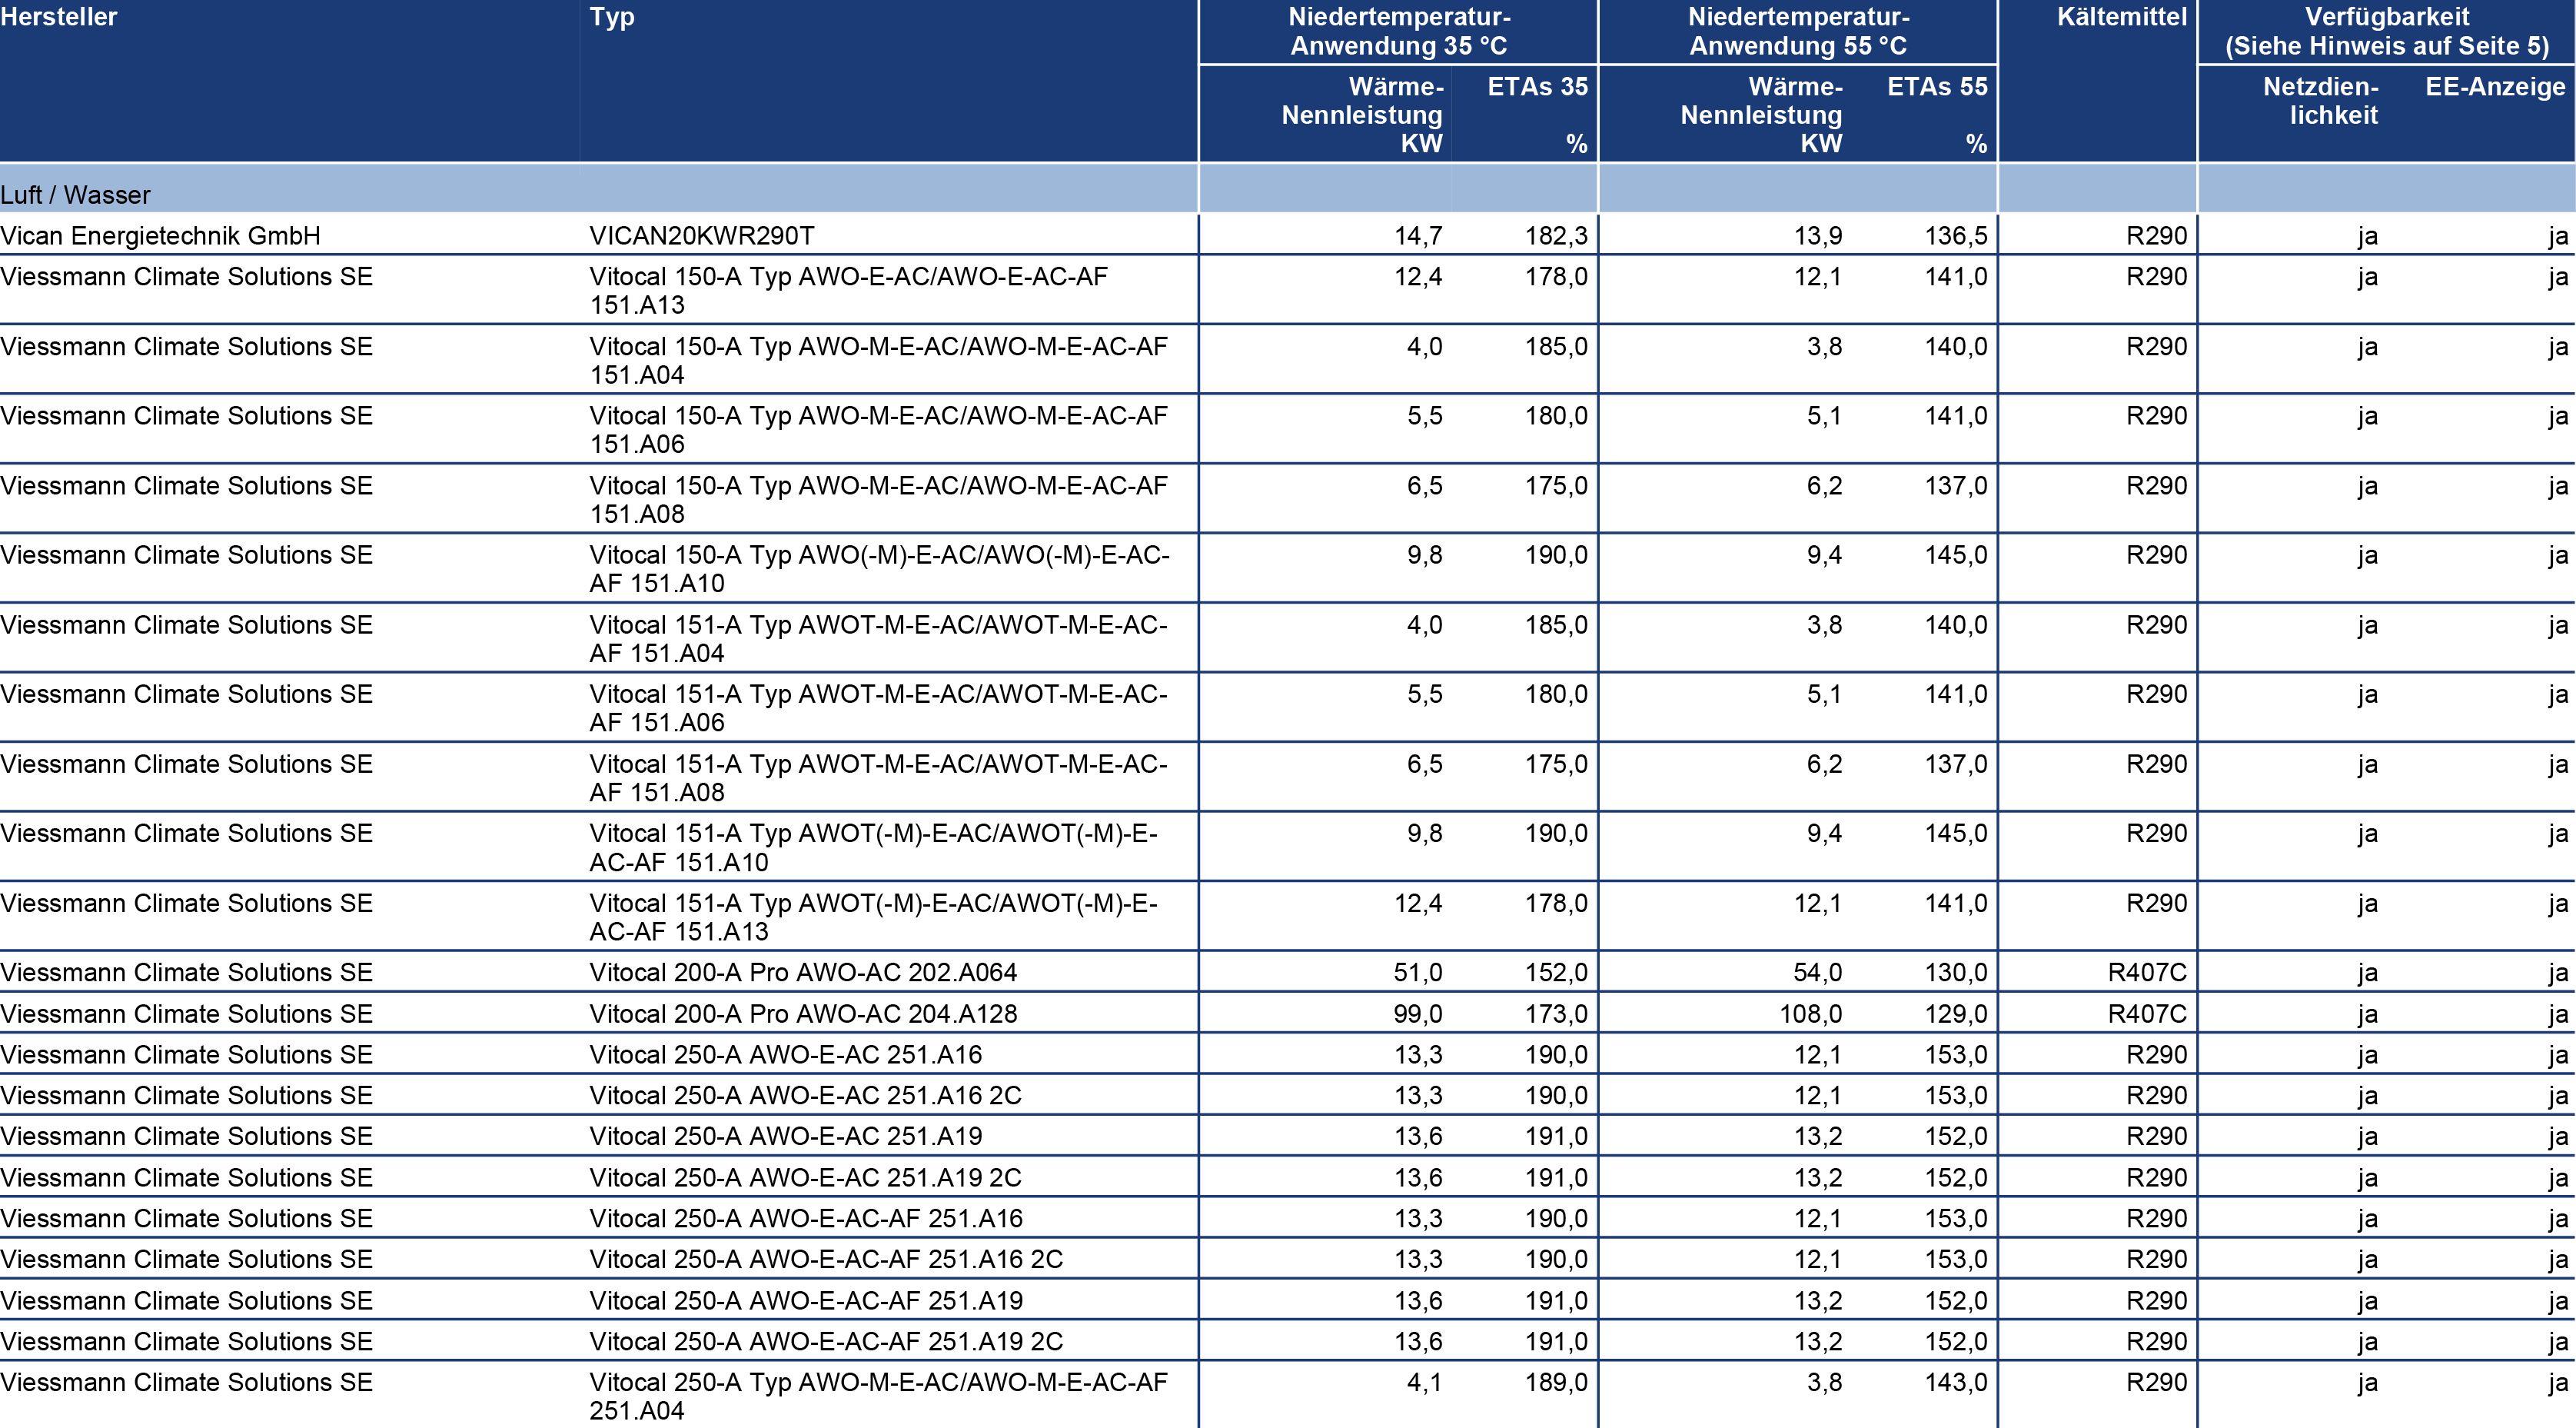 Hersteller Typ Niedertemperatur- Niedertemperatur- Kältemittel Verfügbarkeit
Anwendung 35 °C Anwendung 55 °C (Siehe Hinweis auf Seite 5)
Wärme- ETAs 35 Wärme- ETAs 55 Netzdien- EE-Anzeige
Nennleistung Nennleistung lichkeit
KW % KW %
Luft / Wasser
Vican Energietechnik GmbH VICAN20KWR290T 14,7 182,3 13,9 136,5 R290 ja ja
Viessmann Climate Solutions SE Vitocal 150-A Typ AWO-E-AC/AWO-E-AC-AF 12,4 178,0 12,1 141,0 R290 ja ja
151.A13
Viessmann Climate Solutions SE Vitocal 150-A Typ AWO-M-E-AC/AWO-M-E-AC-AF 4,0 185,0 3,8 140,0 R290 ja ja
151.A04
Viessmann Climate Solutions SE Vitocal 150-A Typ AWO-M-E-AC/AWO-M-E-AC-AF 5,5 180,0 5,1 141,0 R290 ja ja
151.A06
Viessmann Climate Solutions SE Vitocal 150-A Typ AWO-M-E-AC/AWO-M-E-AC-AF 6,5 175,0 6,2 137,0 R290 ja ja
151.A08
Viessmann Climate Solutions SE Vitocal 150-A Typ AWO(-M)-E-AC/AWO(-M)-E-AC- 9,8 190,0 9,4 145,0 R290 ja ja
AF 151.A10
Viessmann Climate Solutions SE Vitocal 151-A Typ AWOT-M-E-AC/AWOT-M-E-AC- 4,0 185,0 3,8 140,0 R290 ja ja
AF 151.A04
Viessmann Climate Solutions SE Vitocal 151-A Typ AWOT-M-E-AC/AWOT-M-E-AC- 5,5 180,0 5,1 141,0 R290 ja ja
AF 151.A06
Viessmann Climate Solutions SE Vitocal 151-A Typ AWOT-M-E-AC/AWOT-M-E-AC- 6,5 175,0 6,2 137,0 R290 ja ja
AF 151.A08
Viessmann Climate Solutions SE Vitocal 151-A Typ AWOT(-M)-E-AC/AWOT(-M)-E- 9,8 190,0 9,4 145,0 R290 ja ja
AC-AF 151.A10
Viessmann Climate Solutions SE Vitocal 151-A Typ AWOT(-M)-E-AC/AWOT(-M)-E- 12,4 178,0 12,1 141,0 R290 ja ja
AC-AF 151.A13
Viessmann Climate Solutions SE Vitocal 200-A Pro AWO-AC 202.A064 51,0 152,0 54,0 130,0 R407C ja ja
Viessmann Climate Solutions SE Vitocal 200-A Pro AWO-AC 204.A128 99,0 173,0 108,0 129,0 R407C ja ja
Viessmann Climate Solutions SE Vitocal 250-A AWO-E-AC 251.A16 13,3 190,0 12,1 153,0 R290 ja ja
Viessmann Climate Solutions SE Vitocal 250-A AWO-E-AC 251.A16 2C 13,3 190,0 12,1 153,0 R290 ja ja
Viessmann Climate Solutions SE Vitocal 250-A AWO-E-AC 251.A19 13,6 191,0 13,2 152,0 R290 ja ja
Viessmann Climate Solutions SE Vitocal 250-A AWO-E-AC 251.A19 2C 13,6 191,0 13,2 152,0 R290 ja ja
Viessmann Climate Solutions SE Vitocal 250-A AWO-E-AC-AF 251.A16 13,3 190,0 12,1 153,0 R290 ja ja
Viessmann Climate Solutions SE Vitocal 250-A AWO-E-AC-AF 251.A16 2C 13,3 190,0 12,1 153,0 R290 ja ja
Viessmann Climate Solutions SE Vitocal 250-A AWO-E-AC-AF 251.A19 13,6 191,0 13,2 152,0 R290 ja ja
Viessmann Climate Solutions SE Vitocal 250-A AWO-E-AC-AF 251.A19 2C 13,6 191,0 13,2 152,0 R290 ja ja
Viessmann Climate Solutions SE Vitocal 250-A Typ AWO-M-E-AC/AWO-M-E-AC-AF 4,1 189,0 3,8 143,0 R290 ja ja
251.A04